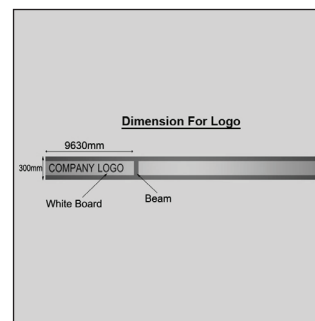 Dimension For Logo
9630mm
300mm
COMPANY LOGO
White Board
Beam